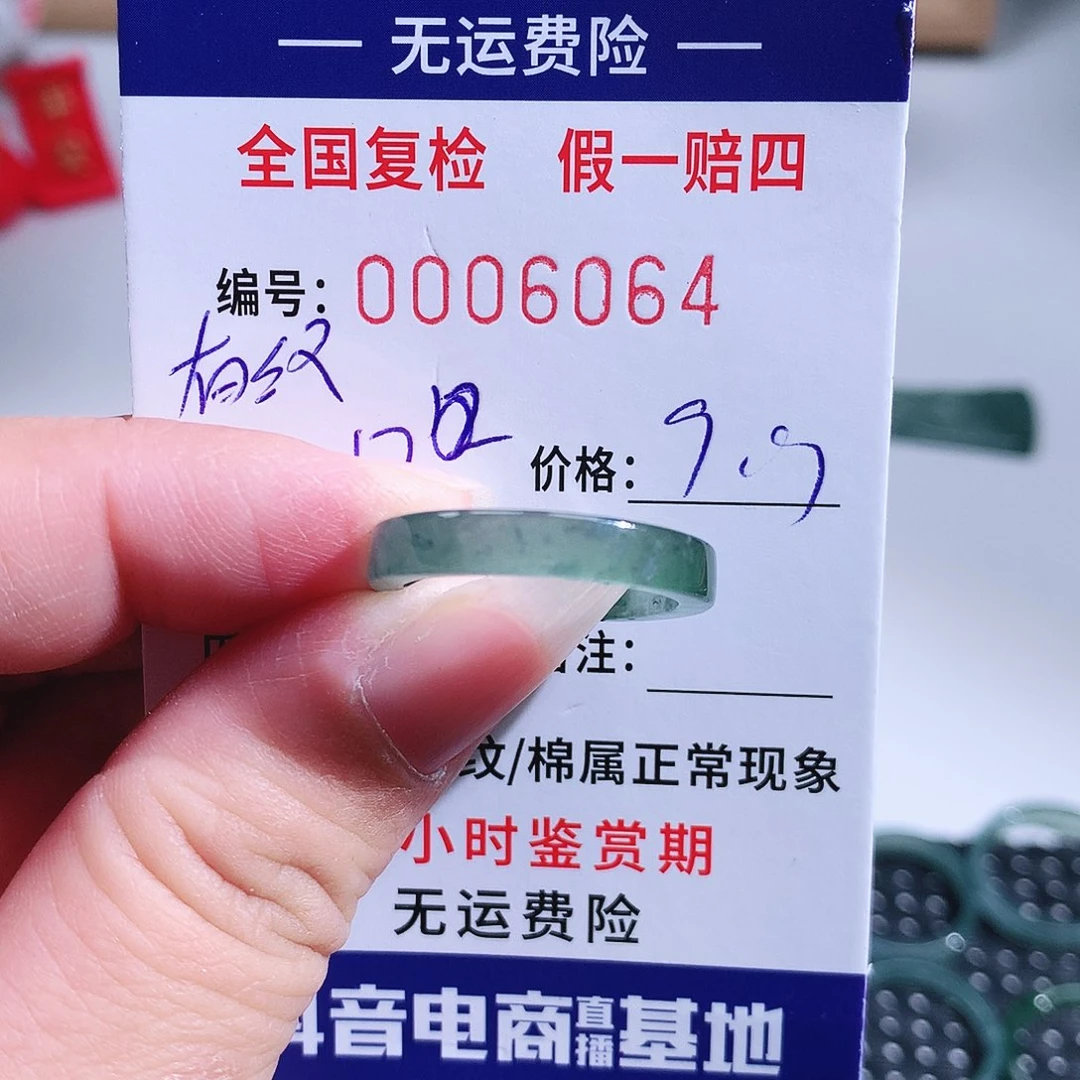 — 无运费险 —
全国复检 假一赔四
编号：0006064
有纹
价格：9.9
注：
纹/棉属正常现象
小时鉴赏期
无运费险
音电商直播基地